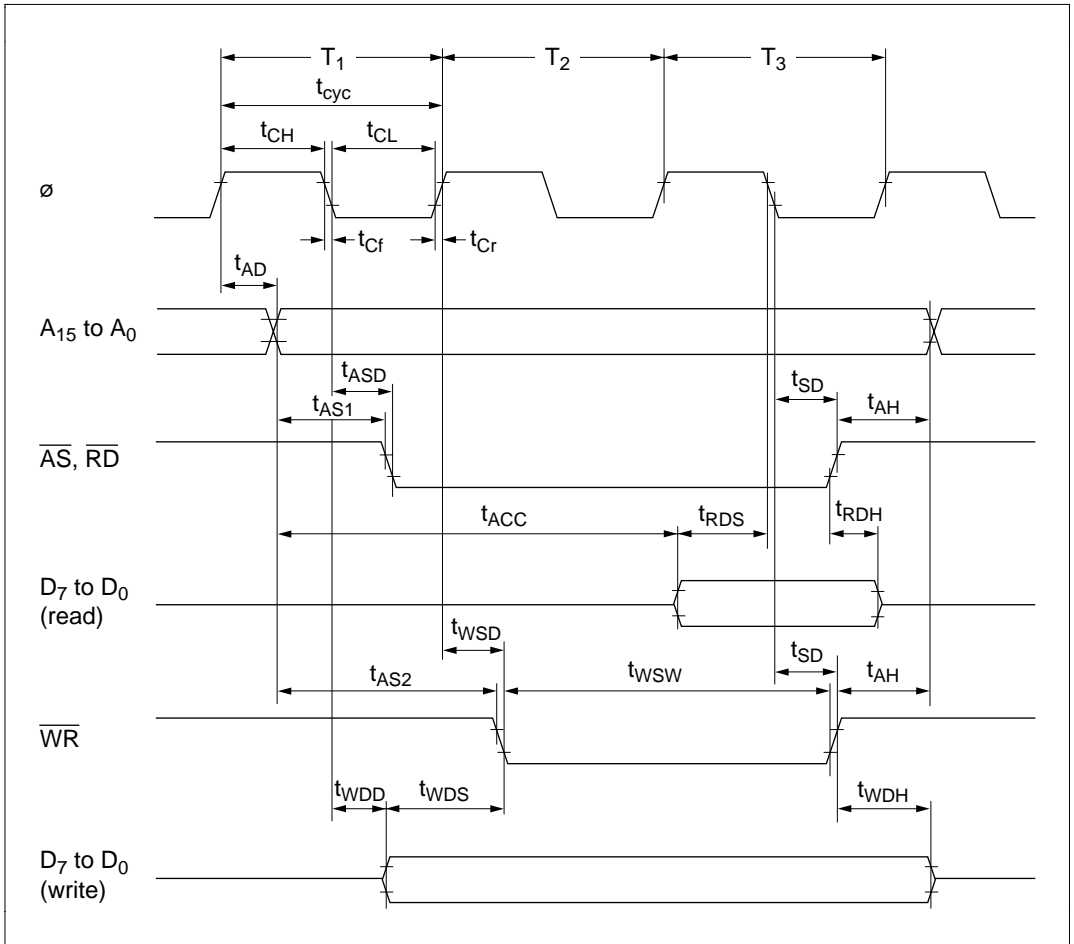 T1 T2 T3
tcyc
tCH tCL
ø
tCf tCr
tAD
A15 to A0
tASD tSD
tAS1 tAH
AS, RD
tACC tRDS tRDH
D7 to D0
(read)
tWSD tSD
tAS2 tWSW tAH
WR
tWDD tWDS tWDH
D7 to D0
(write)